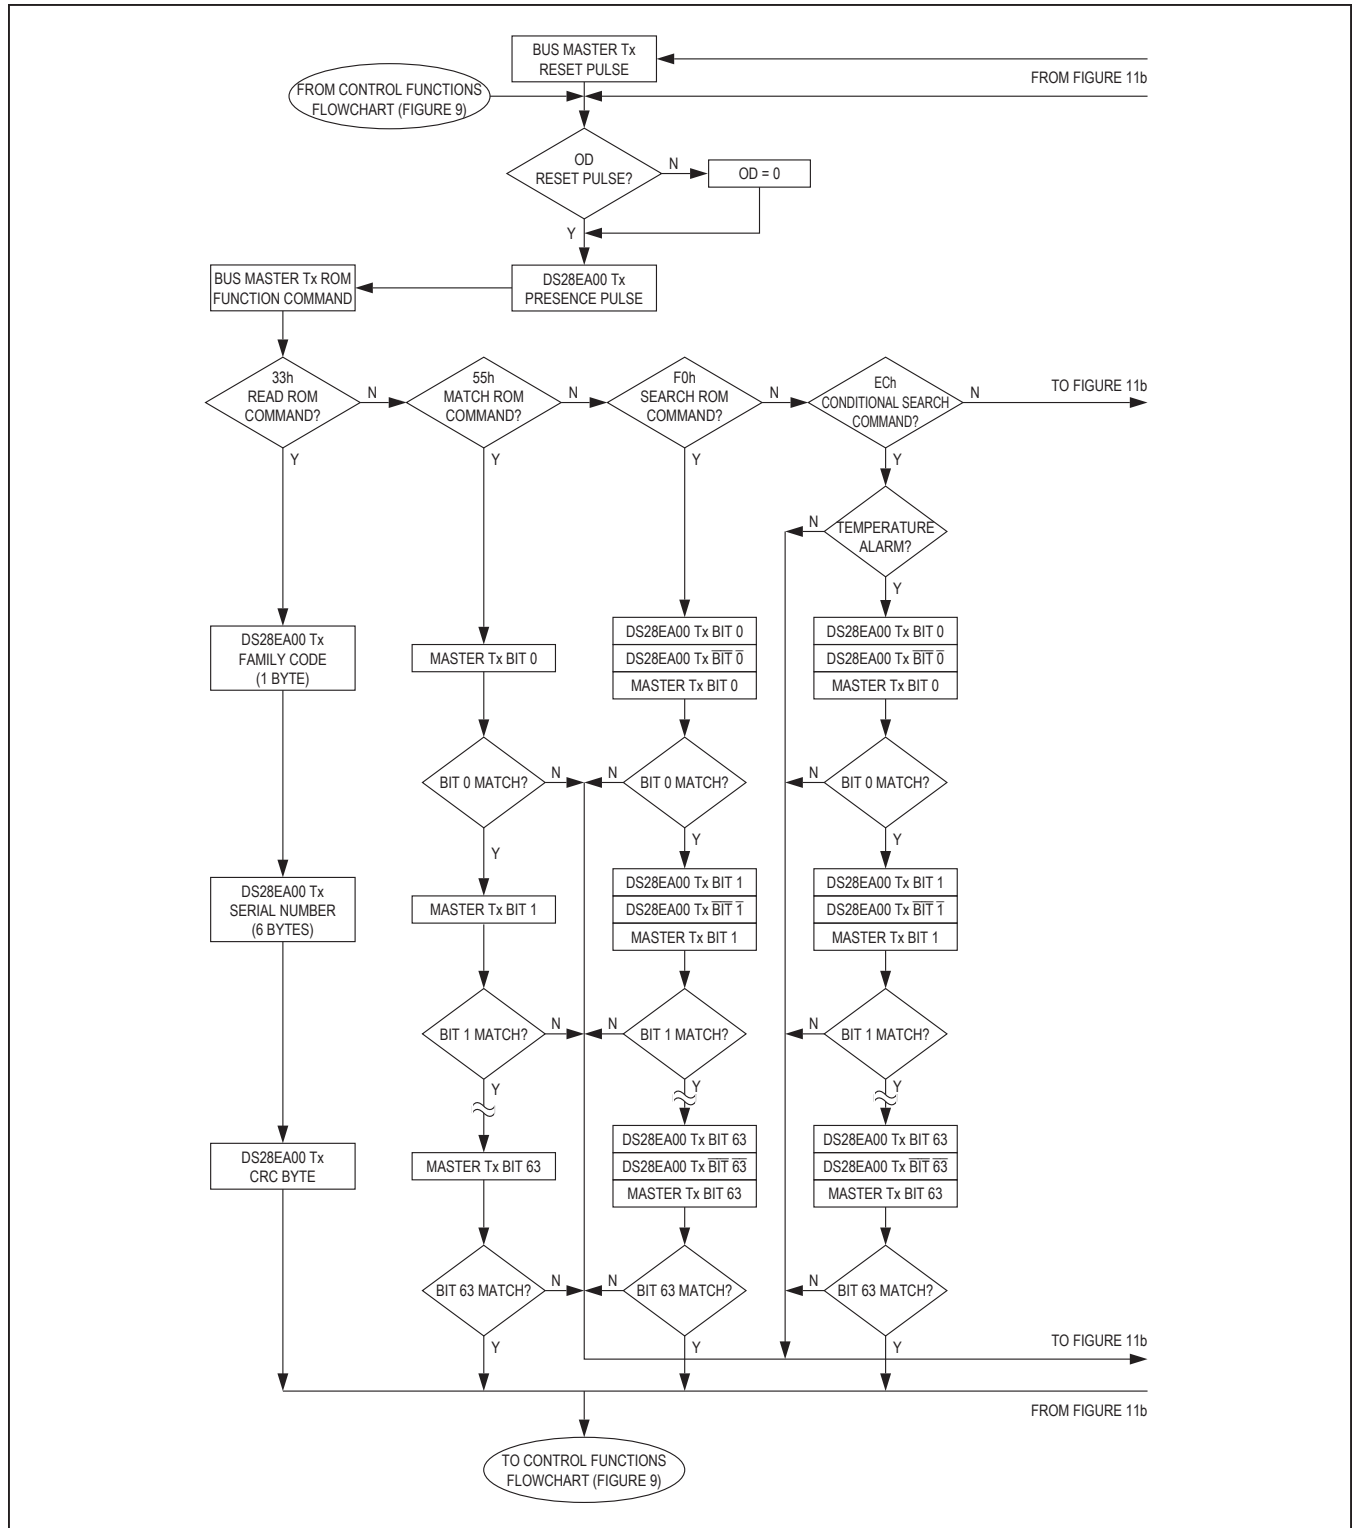 BUS MASTER Tx
RESET PULSE
FROM FIGURE 11b
FROM CONTROL FUNCTIONS
FLOWCHART (FIGURE 9)
OD
RESET PULSE?
N
OD = 0
Y
BUS MASTER Tx ROM
FUNCTION COMMAND
DS28EA00 Tx
PRESENCE PULSE
33h
READ ROM
COMMAND?
N
55h
MATCH ROM
COMMAND?
N
F0h
SEARCH ROM
COMMAND?
N
ECh
CONDITIONAL SEARCH
COMMAND?
N
TO FIGURE 11b
Y
Y
Y
Y
N
TEMPERATURE
ALARM?
Y
DS28EA00 Tx
FAMILY CODE
(1 BYTE)
MASTER Tx BIT 0
DS28EA00 Tx BIT 0
DS28EA00 Tx B̅I̅T̅ 0̅
MASTER Tx BIT 0
DS28EA00 Tx BIT 0
DS28EA00 Tx B̅I̅T̅ 0̅
MASTER Tx BIT 0
BIT 0 MATCH?
N
N
BIT 0 MATCH?
N
BIT 0 MATCH?
Y
Y
Y
DS28EA00 Tx
SERIAL NUMBER
(6 BYTES)
MASTER Tx BIT 1
DS28EA00 Tx BIT 1
DS28EA00 Tx B̅I̅T̅ 1̅
MASTER Tx BIT 1
DS28EA00 Tx BIT 1
DS28EA00 Tx B̅I̅T̅ 1̅
MASTER Tx BIT 1
BIT 1 MATCH?
N
N
BIT 1 MATCH?
N
BIT 1 MATCH?
Y
Y
Y
DS28EA00 Tx
CRC BYTE
MASTER Tx BIT 63
DS28EA00 Tx BIT 63
DS28EA00 Tx B̅I̅T̅ 6̅3̅
MASTER Tx BIT 63
DS28EA00 Tx BIT 63
DS28EA00 Tx B̅I̅T̅ 6̅3̅
MASTER Tx BIT 63
BIT 63 MATCH?
N
N
BIT 63 MATCH?
N
BIT 63 MATCH?
Y
Y
Y
TO FIGURE 11b
FROM FIGURE 11b
TO CONTROL FUNCTIONS
FLOWCHART (FIGURE 9)